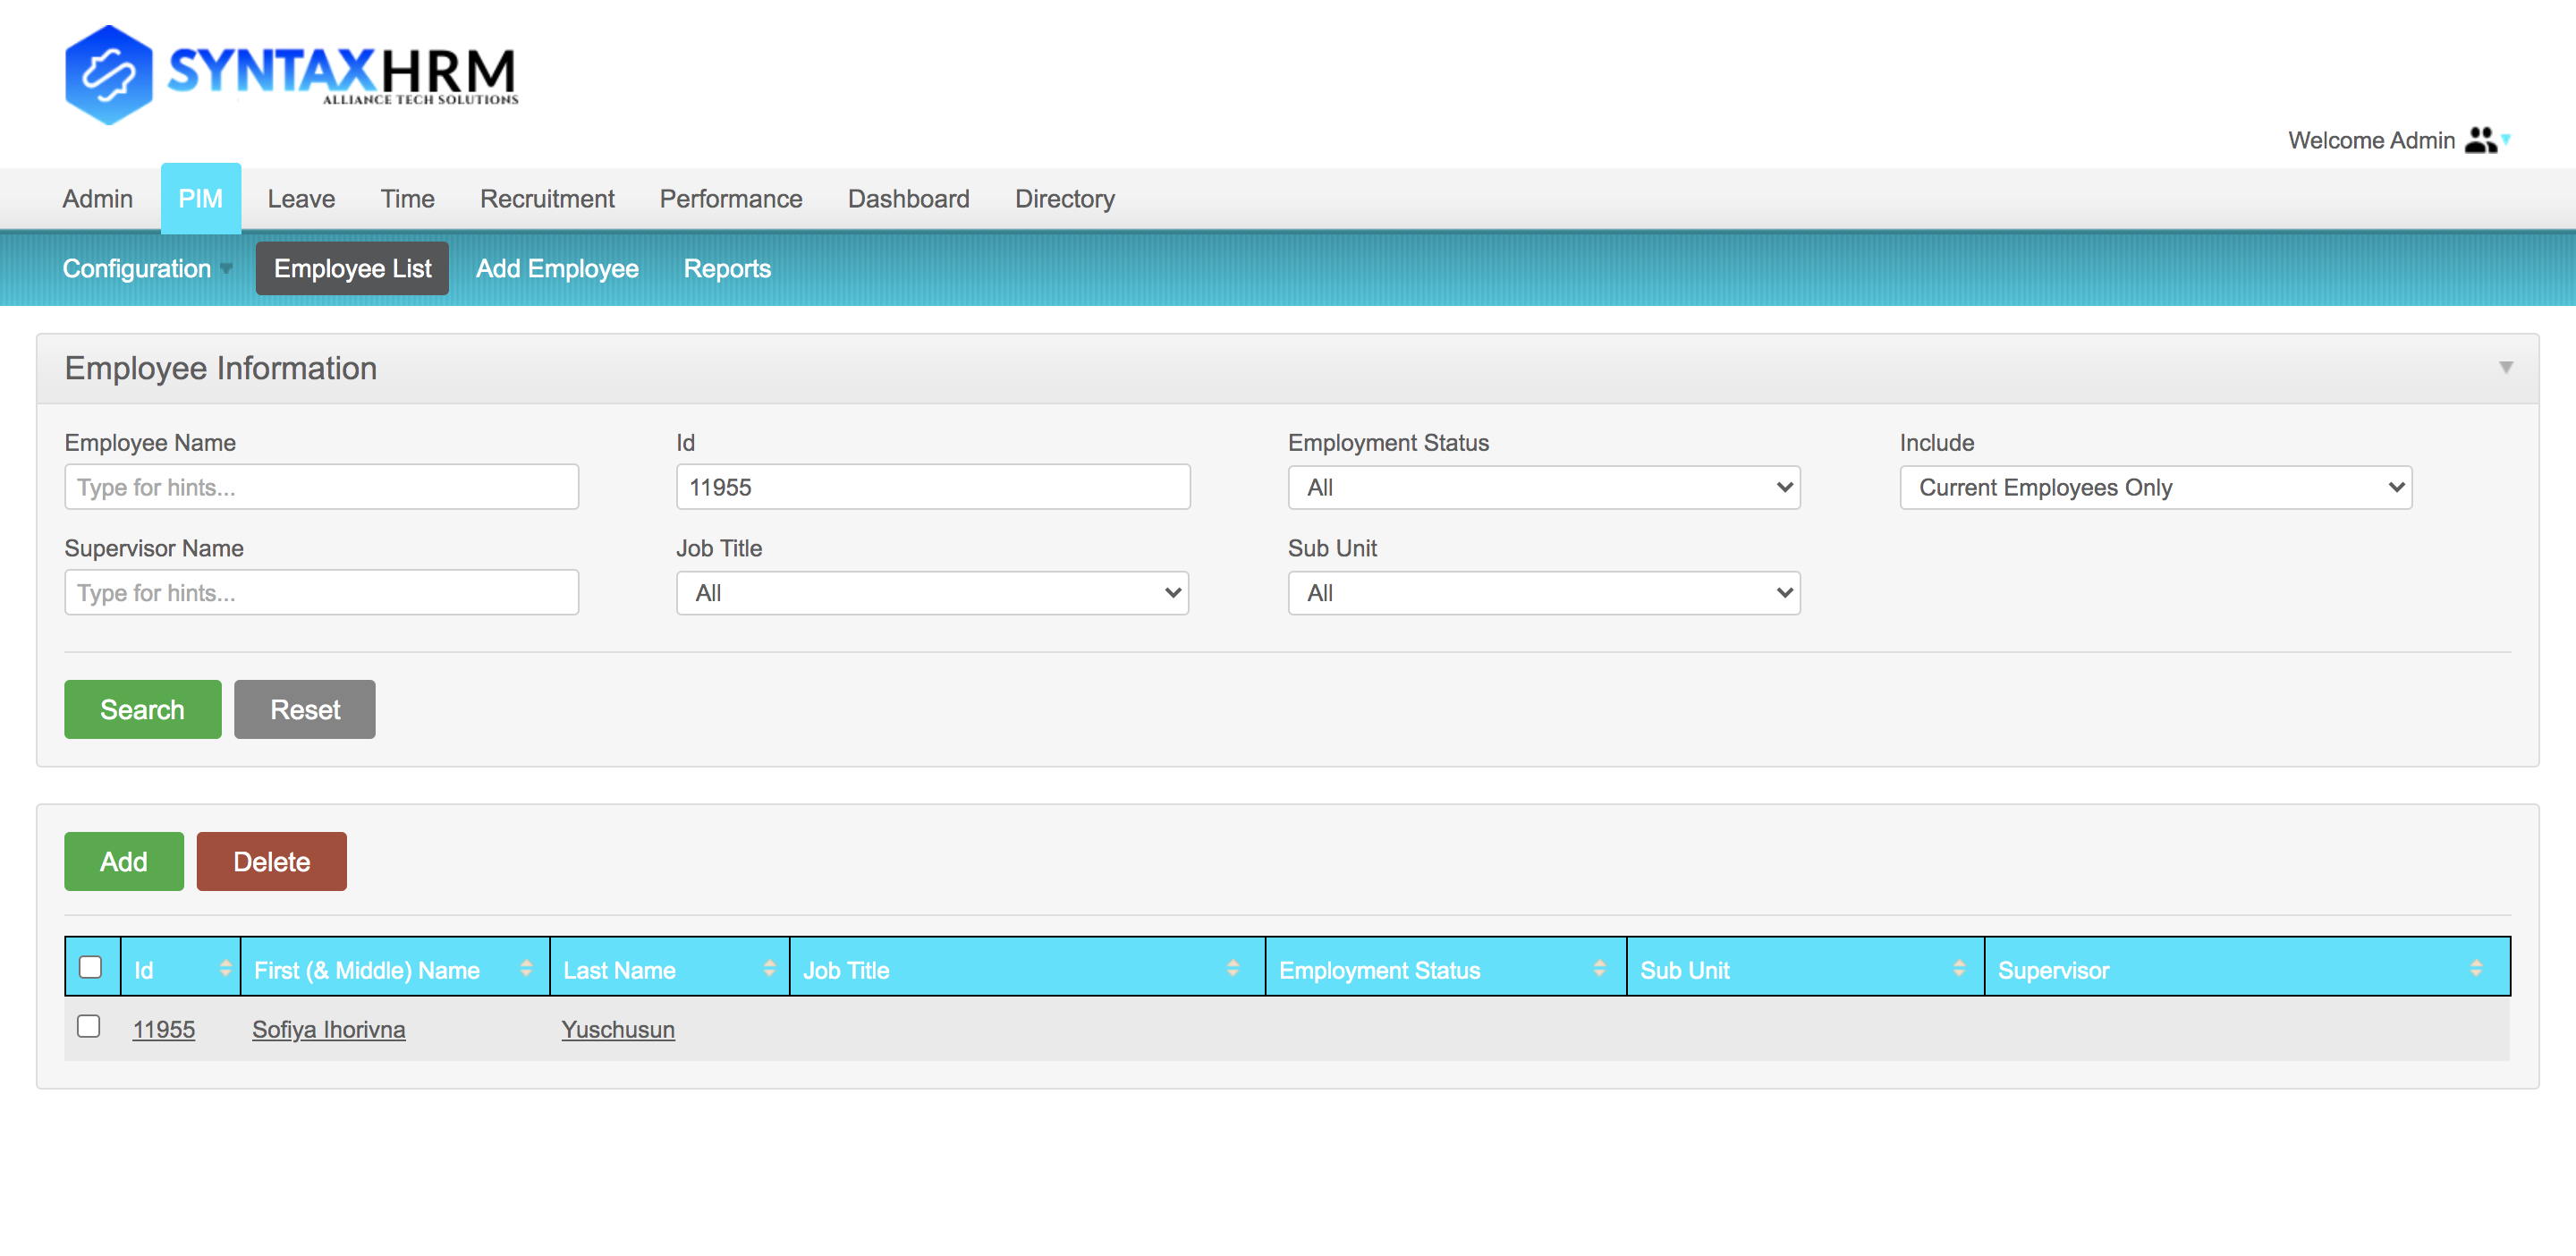 SYNTAXHRM
ALLIANCE TECH SOLUTIONS
Welcome Admin
Admin PIM Leave Time Recruitment Performance Dashboard Directory
Configuration Employee List Add Employee Reports
Employee Information
Employee Name Id Employment Status Include
Type for hints... 11955 All Current Employees Only
Supervisor Name Job Title Sub Unit
Type for hints... All All
Search Reset
Add Delete
Id First (& Middle) Name Last Name Job Title Employment Status Sub Unit Supervisor
11955 Sofiya Ihorivna Yuschusun